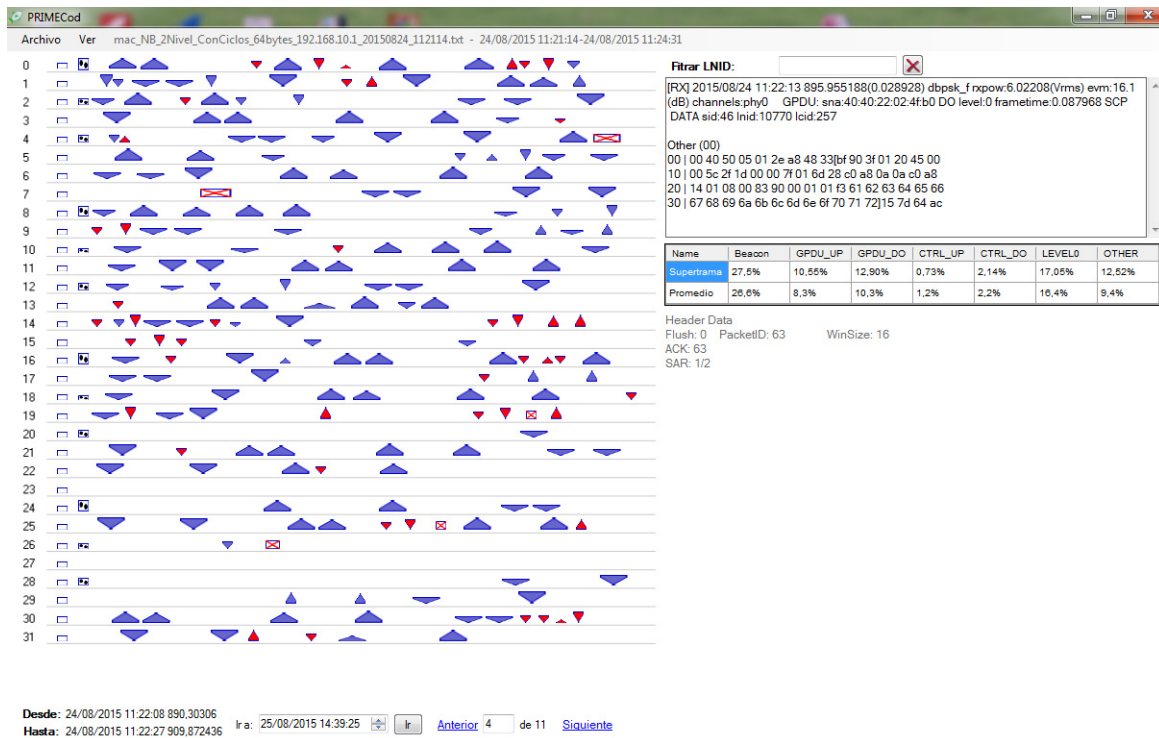 PRIMECod
Archivo Ver mac_NB_2Nivel_ConCiclos_64bytes_192.168.10.1_20150824_112114.txt - 24/08/2015 11:21:14-24/08/2015 11:24:31
0
1
2
3
4
5
6
7
8
9
10
11
12
13
14
15
16
17
18
19
20
21
22
23
24
25
26
27
28
29
30
31
Fitrar LNID:
[RX] 2015/08/24 11:22:13 895.955188(0.028928) dbpsk_f rxpow:6.02208(Vrms) evm:16.1
(dB) channels:phy0 GPDU: sna:40:40:22:02:4f:b0 DO level:0 frametime:0.087968 SCP
DATA sid:46 lnid:10770 lcid:257
Other (00)
00 | 00 40 50 05 01 2e a8 48 33[bf 90 3f 01 20 45 00
10 | 00 5c 2f 1d 00 00 7f 01 6d 28 c0 a8 0a 0a c0 a8
20 | 14 01 08 00 83 90 00 01 01 f3 61 62 63 64 65 66
30 | 67 68 69 6a 6b 6c 6d 6e 6f 70 71 72]15 7d 64 ac
Name Beacon GPDU_UP GPDU_DO CTRL_UP CTRL_DO LEVEL0 OTHER
Supertrama 27,5% 10,55% 12,90% 0,73% 2,14% 17,05% 12,52%
Promedio 26,6% 8,3% 10,3% 1,2% 2,2% 16,4% 9,4%
Header Data
Flush: 0 PacketID: 63 WinSize: 16
ACK: 63
SAR: 1/2
Desde: 24/08/2015 11:22:08 890,30306
Hasta: 24/08/2015 11:22:27 909,872436
Ir a: 25/08/2015 14:39:25 Ir Anterior 4 de 11 Siguiente